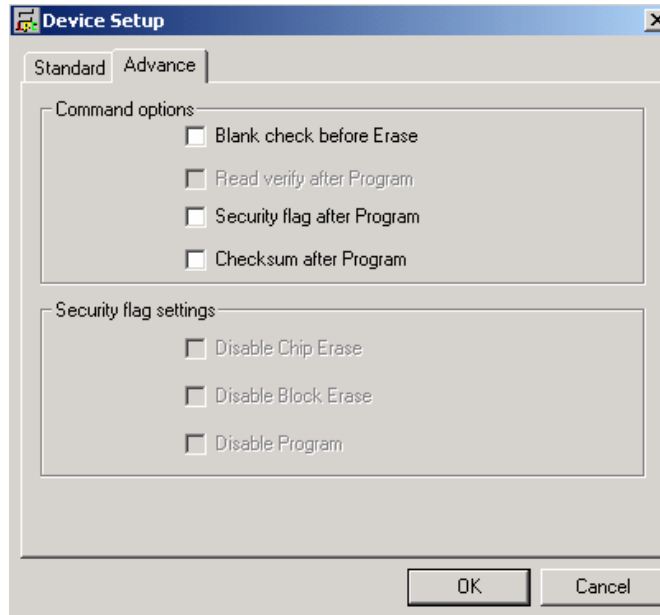 Device Setup
Standard Advance
Command options
Blank check before Erase
Read verify after Program
Security flag after Program
Checksum after Program
Security flag settings
Disable Chip Erase
Disable Block Erase
Disable Program
OK Cancel